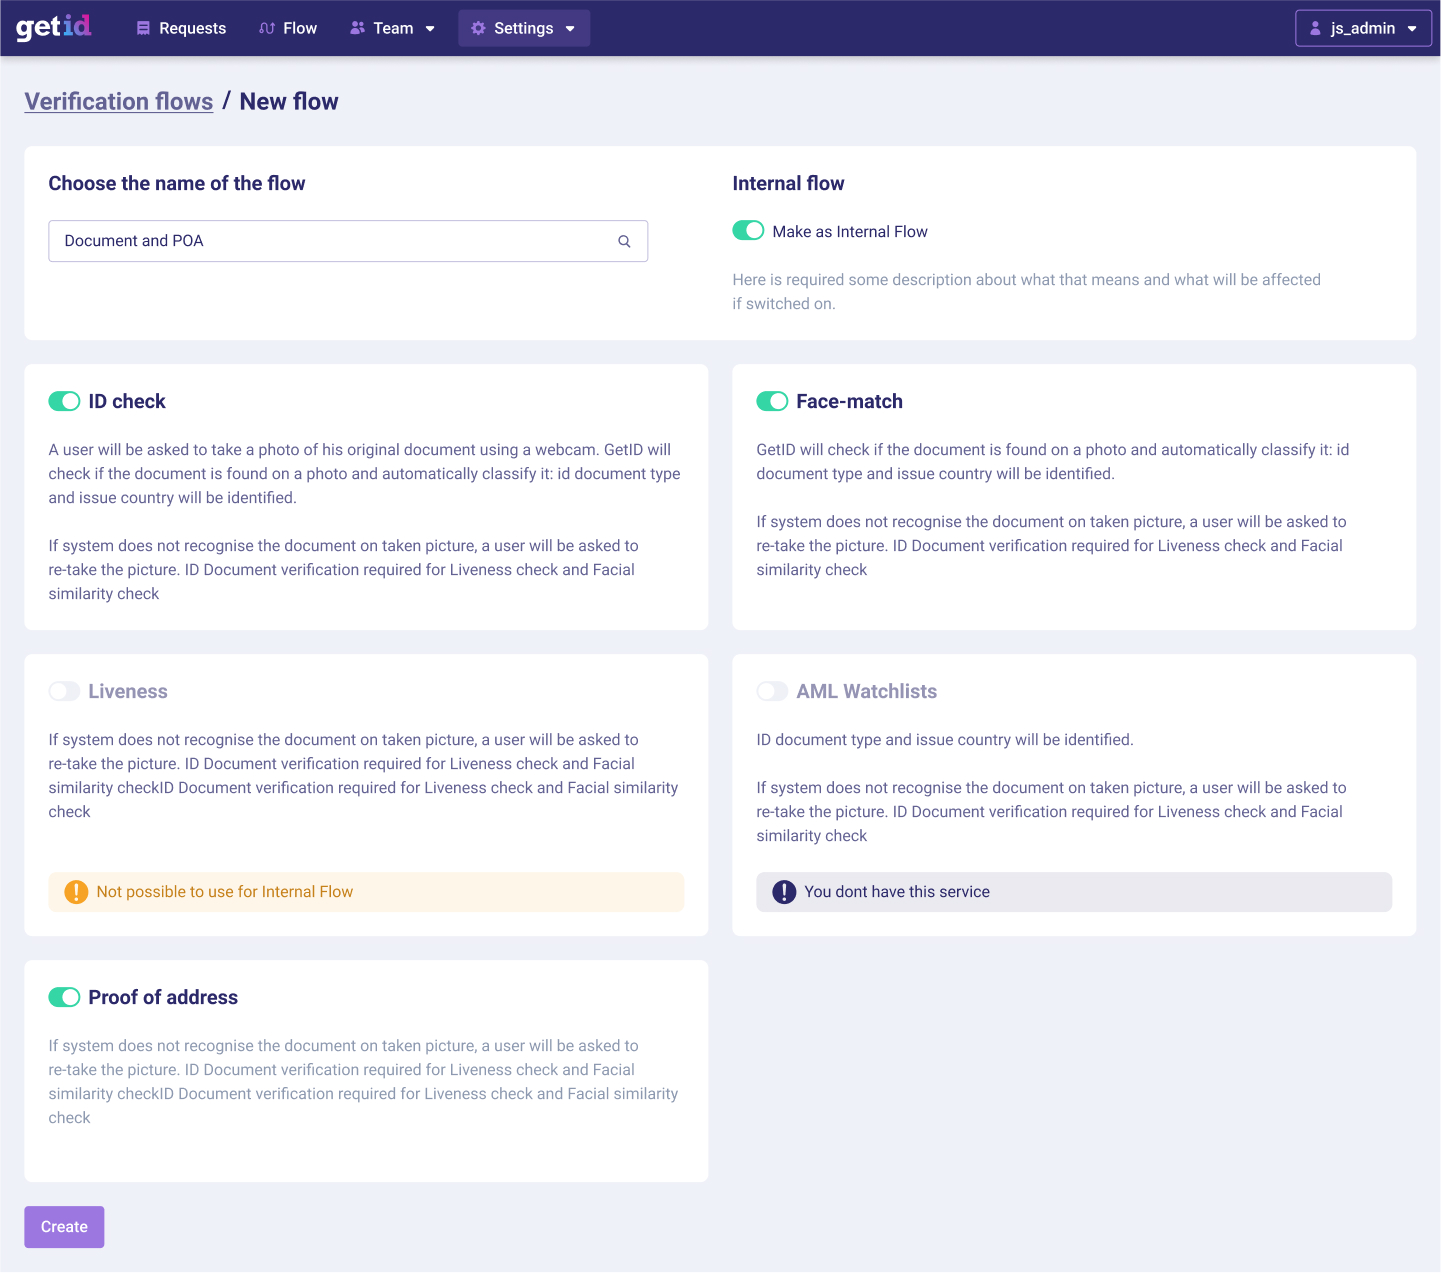 getid
Requests
Flow
Team
Settings
js_admin
Verification flows / New flow
Choose the name of the flow
Document and POA
Internal flow
Make as Internal Flow
Here is required some description about what that means and what will be affected
if switched on.
ID check
A user will be asked to take a photo of his original document using a webcam. GetID will
check if the document is found on a photo and automatically classify it: id document type
and issue country will be identified.
If system does not recognise the document on taken picture, a user will be asked to
re-take the picture. ID Document verification required for Liveness check and Facial
similarity check
Face-match
GetID will check if the document is found on a photo and automatically classify it: id
document type and issue country will be identified.
If system does not recognise the document on taken picture, a user will be asked to
re-take the picture. ID Document verification required for Liveness check and Facial
similarity check
Liveness
If system does not recognise the document on taken picture, a user will be asked to
re-take the picture. ID Document verification required for Liveness check and Facial
similarity checkID Document verification required for Liveness check and Facial similarity
check
Not possible to use for Internal Flow
AML Watchlists
ID document type and issue country will be identified.
If system does not recognise the document on taken picture, a user will be asked to
re-take the picture. ID Document verification required for Liveness check and Facial
similarity check
You dont have this service
Proof of address
If system does not recognise the document on taken picture, a user will be asked to
re-take the picture. ID Document verification required for Liveness check and Facial
similarity checkID Document verification required for Liveness check and Facial similarity
check
Create